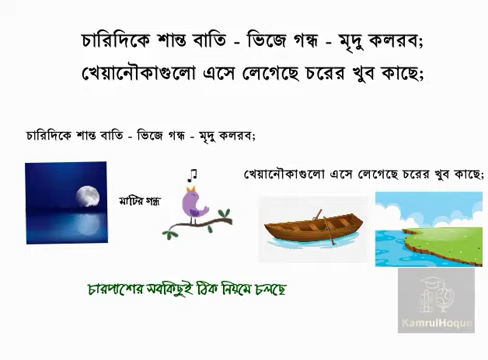 চারিদিকে শান্ত বাতি - ভিজে গন্ধ - মৃদু কলরব;
খেয়ানৌকাগুলো এসে লেগেছে চরের খুব কাছে;
চারিদিকে শান্ত বাতি - ভিজে গন্ধ - মৃদু কলরব;
খেয়ানৌকাগুলো এসে লেগেছে চরের খুব কাছে;
মাটির গন্ধ
চারপাশের সবকিছুই ঠিক নিয়মে চলছে
KamrulHoque